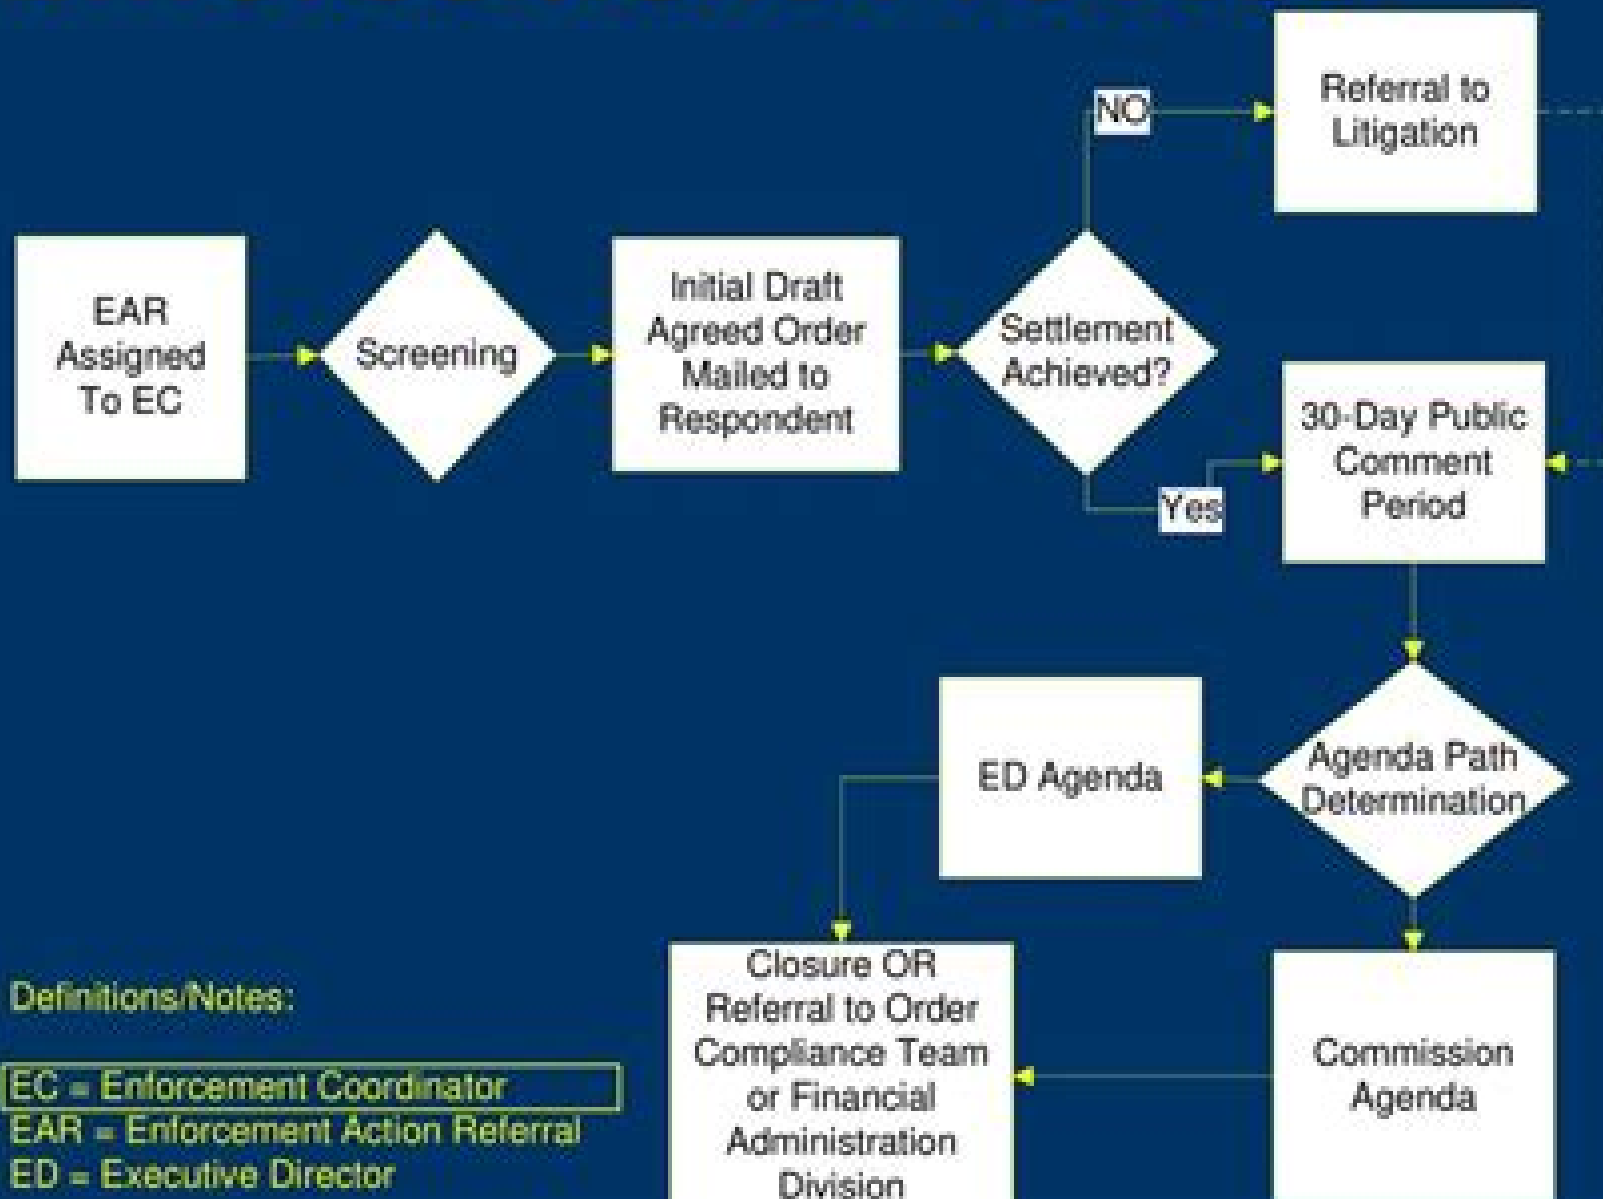 NO
Referral to
Litigation
EAR
Assigned
To EC
Screening
Initial Draft
Agreed Order
Mailed to
Respondent
Settlement
Achieved?
Yes
30-Day Public
Comment
Period
Agenda Path
Determination
ED Agenda
Commission
Agenda
Closure OR
Referral to Order
Compliance Team
or Financial
Administration
Division
Definitions/Notes:
EC = Enforcement Coordinator
EAR = Enforcement Action Referral
ED = Executive Director